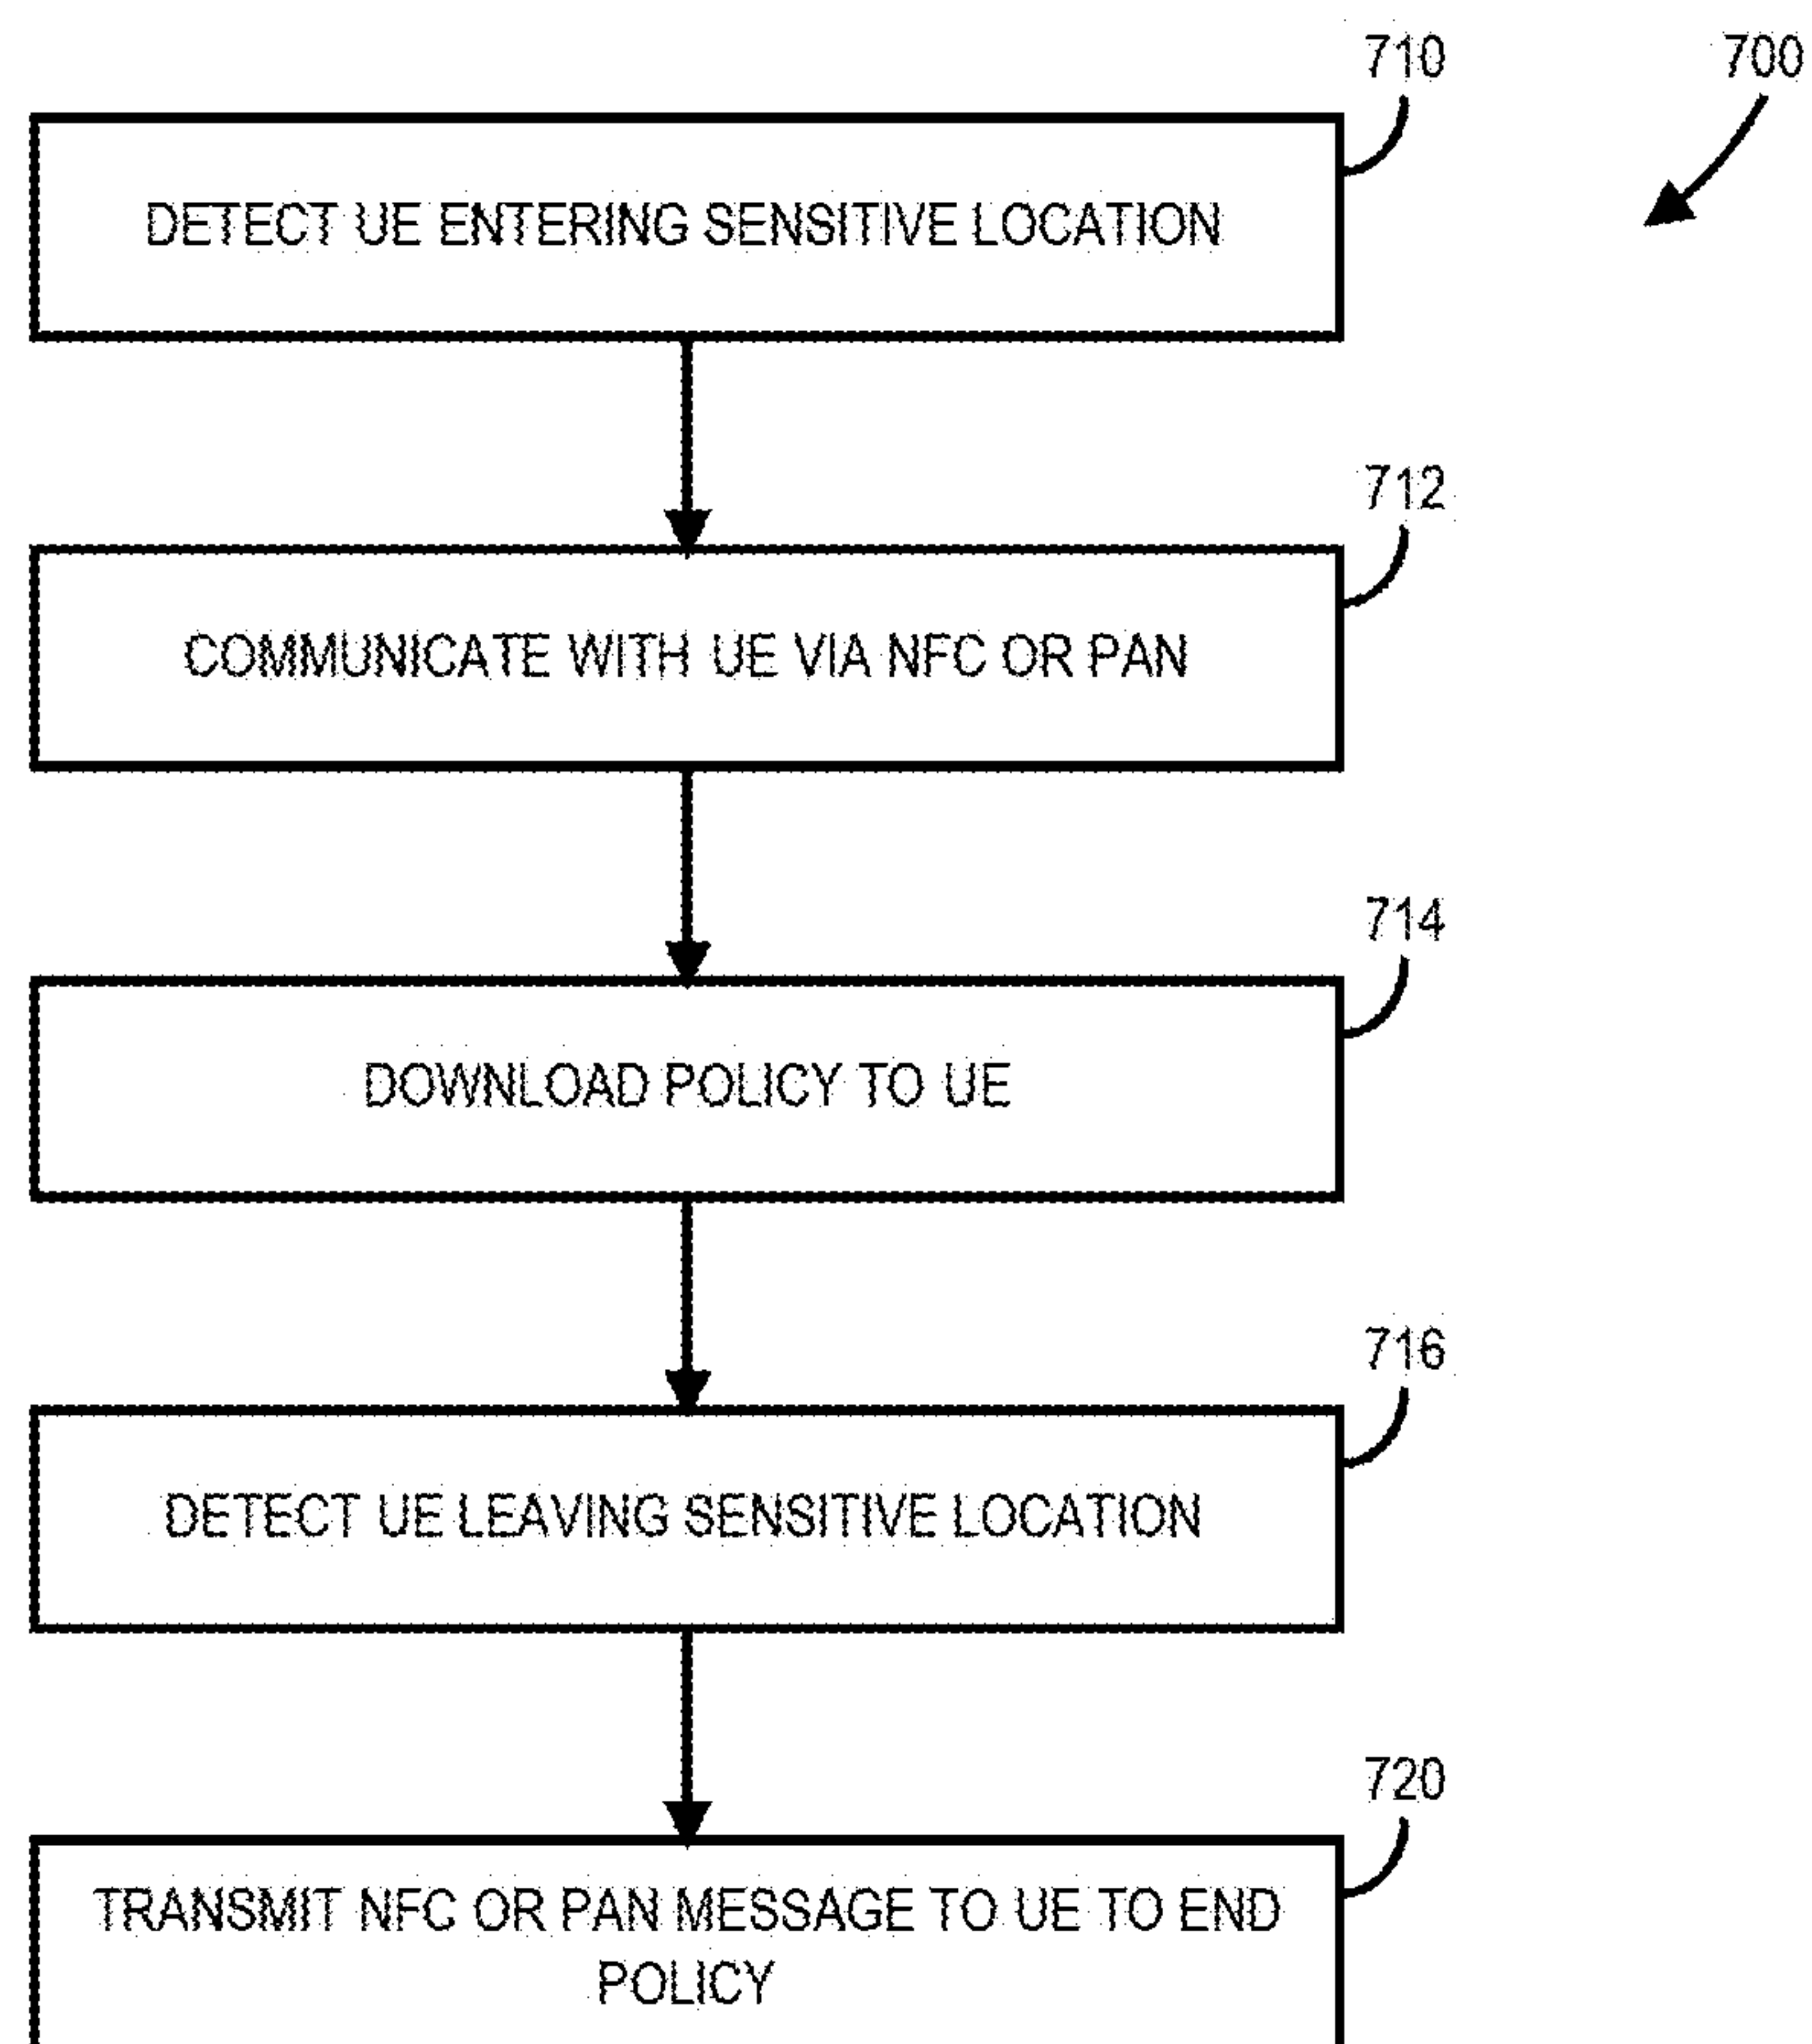 710
700
DETECT UE ENTERING SENSITIVE LOCATION
712
COMMUNICATE WITH UE VIA NFC OR PAN
714
DOWNLOAD POLICY TO UE
716
DETECT UE LEAVING SENSITIVE LOCATION
720
TRANSMIT NFC OR PAN MESSAGE TO UE TO END
POLICY